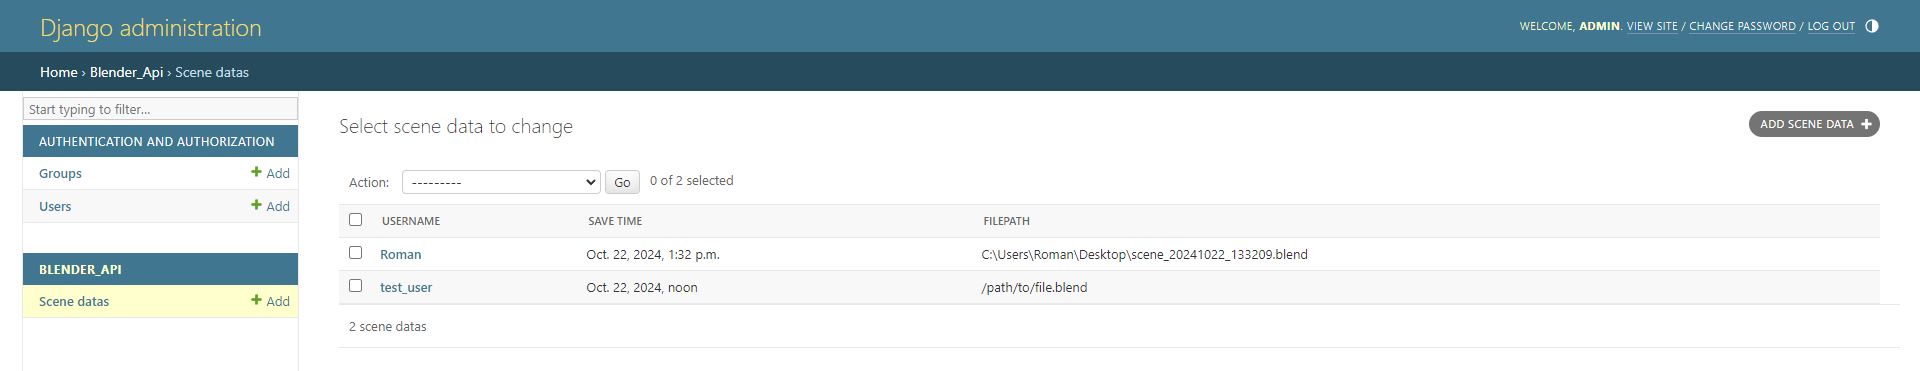 Django administration
WELCOME, ADMIN. VIEW SITE / CHANGE PASSWORD / LOG OUT
Home › Blender_Api › Scene datas
Start typing to filter...
AUTHENTICATION AND AUTHORIZATION
Groups + Add
Users + Add
BLENDER_API
Scene datas + Add
Select scene data to change
ADD SCENE DATA +
Action: --------- Go 0 of 2 selected
USERNAME SAVE TIME FILEPATH
Roman Oct. 22, 2024, 1:32 p.m. C:\Users\Roman\Desktop\scene_20241022_133209.blend
test_user Oct. 22, 2024, noon /path/to/file.blend
2 scene datas